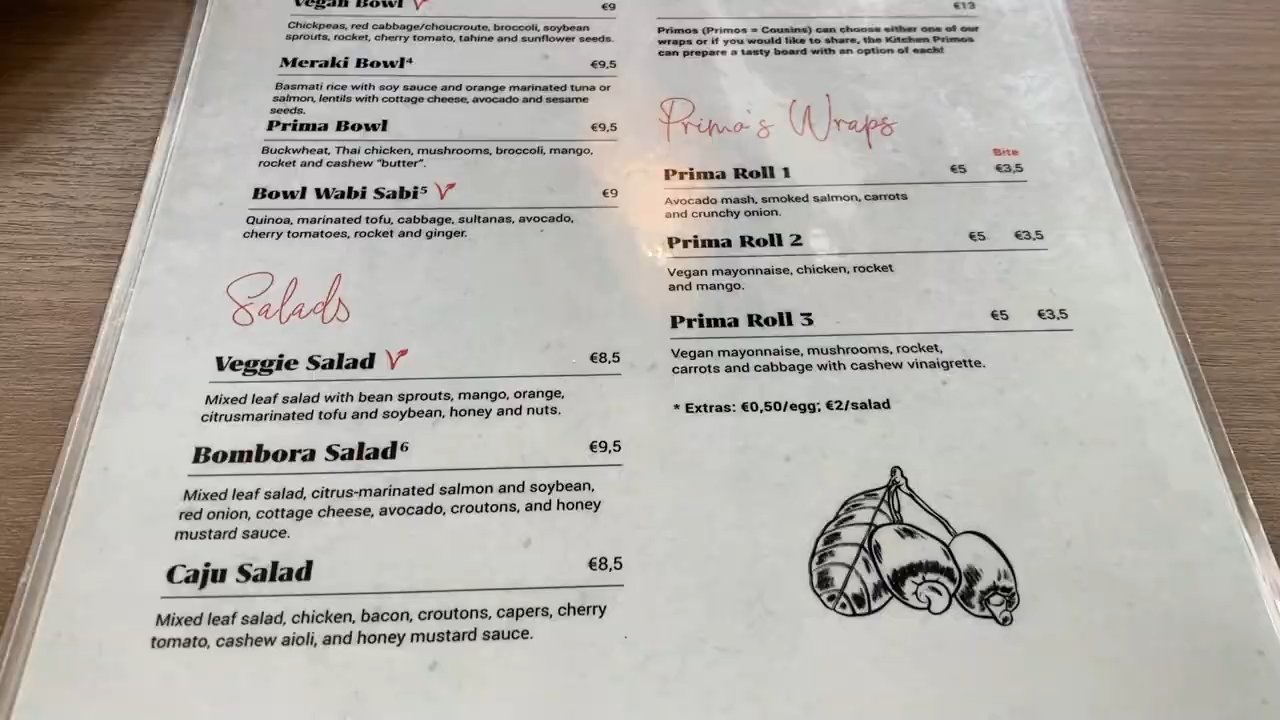 Vegan Bowl
€9
Chickpeas, red cabbage/choucroute, broccoli, soybean
sprouts, rocket, cherry tomato, tahine and sunflower seeds.
Meraki Bowl⁴
€9,5
Basmati rice with soy sauce and orange marinated tuna or
salmon, lentils with cottage cheese, avocado and sesame
seeds.
Prima Bowl
€9,5
Buckwheat, Thai chicken, mushrooms, broccoli, mango,
rocket and cashew “butter”.
Bowl Wabi Sabi⁵
€9
Quinoa, marinated tofu, cabbage, sultanas, avocado,
cherry tomatoes, rocket and ginger.
Salads
Veggie Salad
€8,5
Mixed leaf salad with bean sprouts, mango, orange,
citrusmarinated tofu and soybean, honey and nuts.
Bombora Salad⁶
€9,5
Mixed leaf salad, citrus-marinated salmon and soybean,
red onion, cottage cheese, avocado, croutons, and honey
mustard sauce.
Caju Salad
€8,5
Mixed leaf salad, chicken, bacon, croutons, capers, cherry
tomato, cashew aioli, and honey mustard sauce.
€13
Primos (Primos = Cousins) can choose either one of our
wraps or if you would like to share, the Kitchen Primos
can prepare a tasty board with an option of each!
Prima's Wraps
Bite
Prima Roll 1
€5 €3,5
Avocado mash, smoked salmon, carrots
and crunchy onion.
Prima Roll 2
€5 €3,5
Vegan mayonnaise, chicken, rocket
and mango.
Prima Roll 3
€5 €3,5
Vegan mayonnaise, mushrooms, rocket,
carrots and cabbage with cashew vinaigrette.
* Extras: €0,50/egg; €2/salad